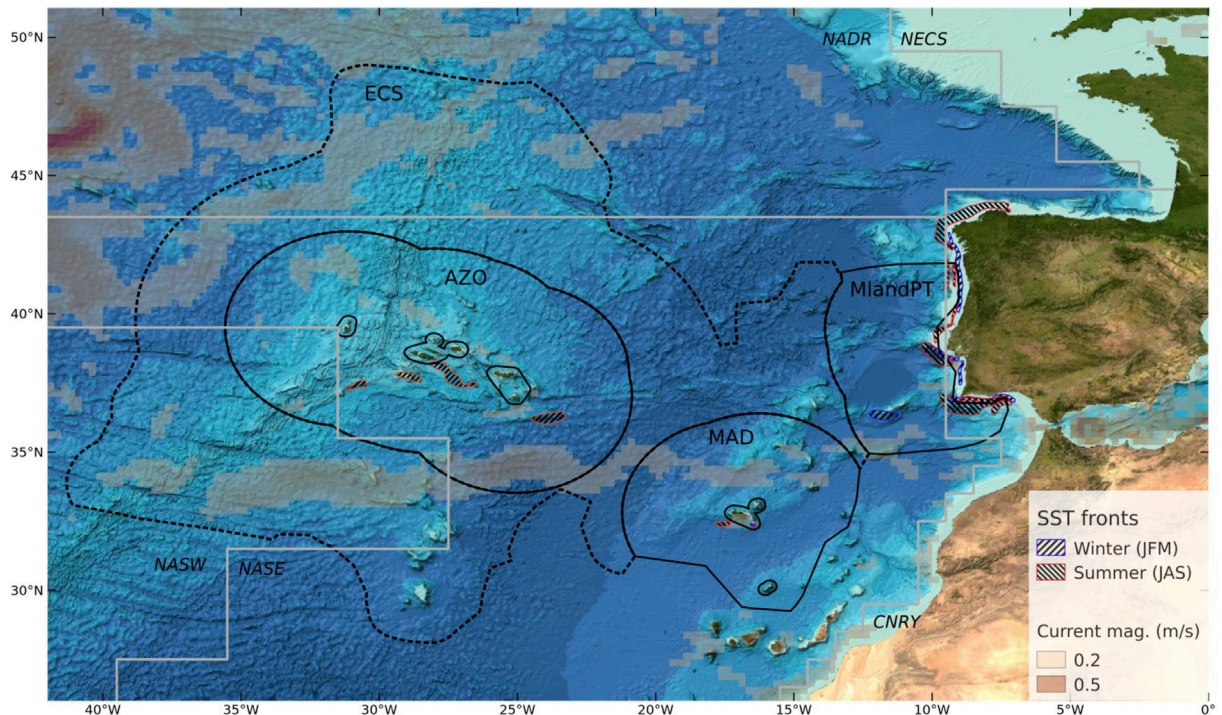 50°N
45°N
40°N
35°N
30°N
NADR NECS
ECS
AZO
MlandPT
MAD
NASW NASE
CNRY
SST fronts
Winter (JFM)
Summer (JAS)
Current mag. (m/s)
0.2
0.5
40°W 35°W 30°W 25°W 20°W 15°W 10°W 5°W 0°